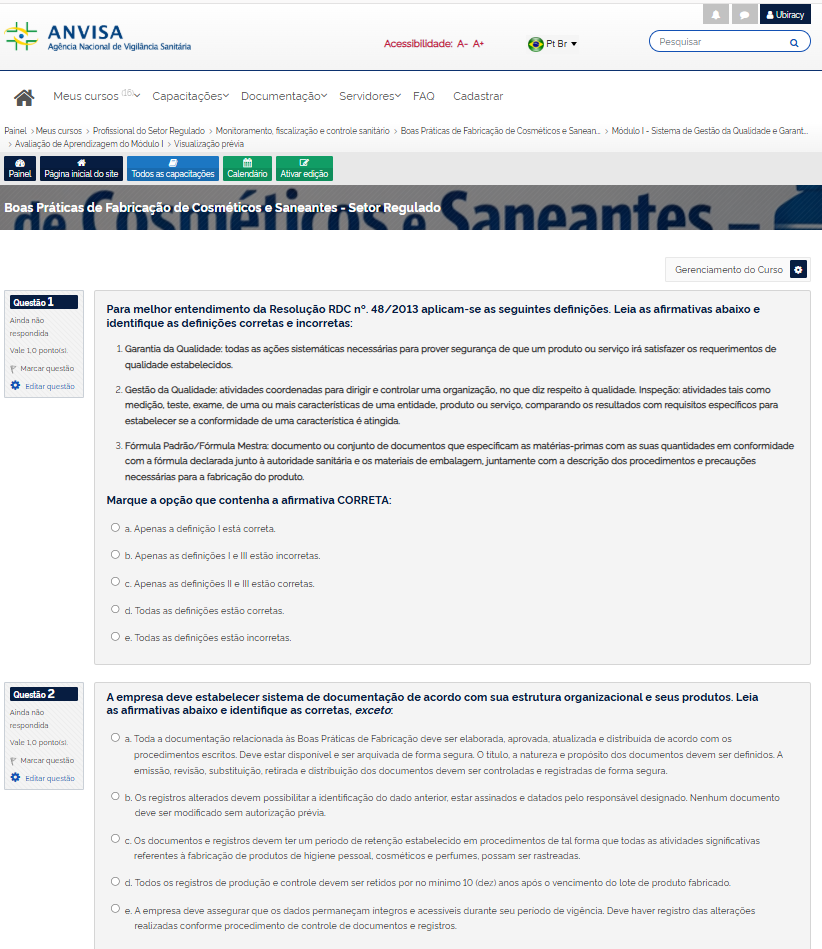 ANVISA
Agência Nacional de Vigilância Sanitária
Ubiracy
Acessibilidade: A- A+
Pt Br
Pesquisar
Meus cursos (18) Capacitações Documentação Servidores FAQ Cadastrar
Painel > Meus cursos > Profissional do Setor Regulado > Monitoramento, fiscalização e controle sanitário > Boas Práticas de Fabricação de Cosméticos e Sanean... > Módulo I - Sistema de Gestão da Qualidade e Garant...
> Avaliação de Aprendizagem do Módulo I > Visualização prévia
Painel Página inicial do site Todos as capacitações Calendário Ativar edição
de Cosméticos e Saneantes -
Boas Práticas de Fabricação de Cosméticos e Saneantes - Setor Regulado
Gerenciamento do Curso
Questão 1
Ainda não
respondida
Vale 1,0 ponto(s).
Marcar questão
Editar questão
Para melhor entendimento da Resolução RDC nº. 48/2013 aplicam-se as seguintes definições. Leia as afirmativas abaixo e
identifique as definições corretas e incorretas:
1. Garantia da Qualidade: todas as ações sistemáticas necessárias para prover segurança de que um produto ou serviço irá satisfazer os requerimentos de
qualidade estabelecidos.
2. Gestão da Qualidade: atividades coordenadas para dirigir e controlar uma organização, no que diz respeito à qualidade. Inspeção: atividades tais como
medição, teste, exame, de uma ou mais características de uma entidade, produto ou serviço, comparando os resultados com requisitos específicos para
estabelecer se a conformidade de uma característica é atingida.
3. Fórmula Padrão/Fórmula Mestra: documento ou conjunto de documentos que especificam as matérias-primas com as suas quantidades em conformidade
com a fórmula declarada junto à autoridade sanitária e os materiais de embalagem, juntamente com a descrição dos procedimentos e precauções
necessárias para a fabricação do produto.
Marque a opção que contenha a afirmativa CORRETA:
a. Apenas a definição I está correta.
b. Apenas as definições I e III estão incorretas.
c. Apenas as definições II e III estão corretas.
d. Todas as definições estão corretas.
e. Todas as definições estão incorretas.
Questão 2
Ainda não
respondida
Vale 1,0 ponto(s).
Marcar questão
Editar questão
A empresa deve estabelecer sistema de documentação de acordo com sua estrutura organizacional e seus produtos. Leia
as afirmativas abaixo e identifique as corretas, exceto:
a. Toda a documentação relacionada às Boas Práticas de Fabricação deve ser elaborada, aprovada, atualizada e distribuída de acordo com os
procedimentos escritos. Deve estar disponível e ser arquivada de forma segura. O título, a natureza e propósito dos documentos devem ser definidos. A
emissão, revisão, substituição, retirada e distribuição dos documentos devem ser controladas e registradas de forma segura.
b. Os registros alterados devem possibilitar a identificação do dado anterior, estar assinados e datados pelo responsável designado. Nenhum documento
deve ser modificado sem autorização prévia.
c. Os documentos e registros devem ter um período de retenção estabelecido em procedimentos de tal forma que todas as atividades significativas
referentes à fabricação de produtos de higiene pessoal, cosméticos e perfumes, possam ser rastreadas.
d. Todos os registros de produção e controle devem ser retidos por no mínimo 10 (dez) anos após o vencimento do lote de produto fabricado.
e. A empresa deve assegurar que os dados permaneçam íntegros e acessíveis durante seu período de vigência. Deve haver registro das alterações
realizadas conforme procedimento de controle de documentos e registros.